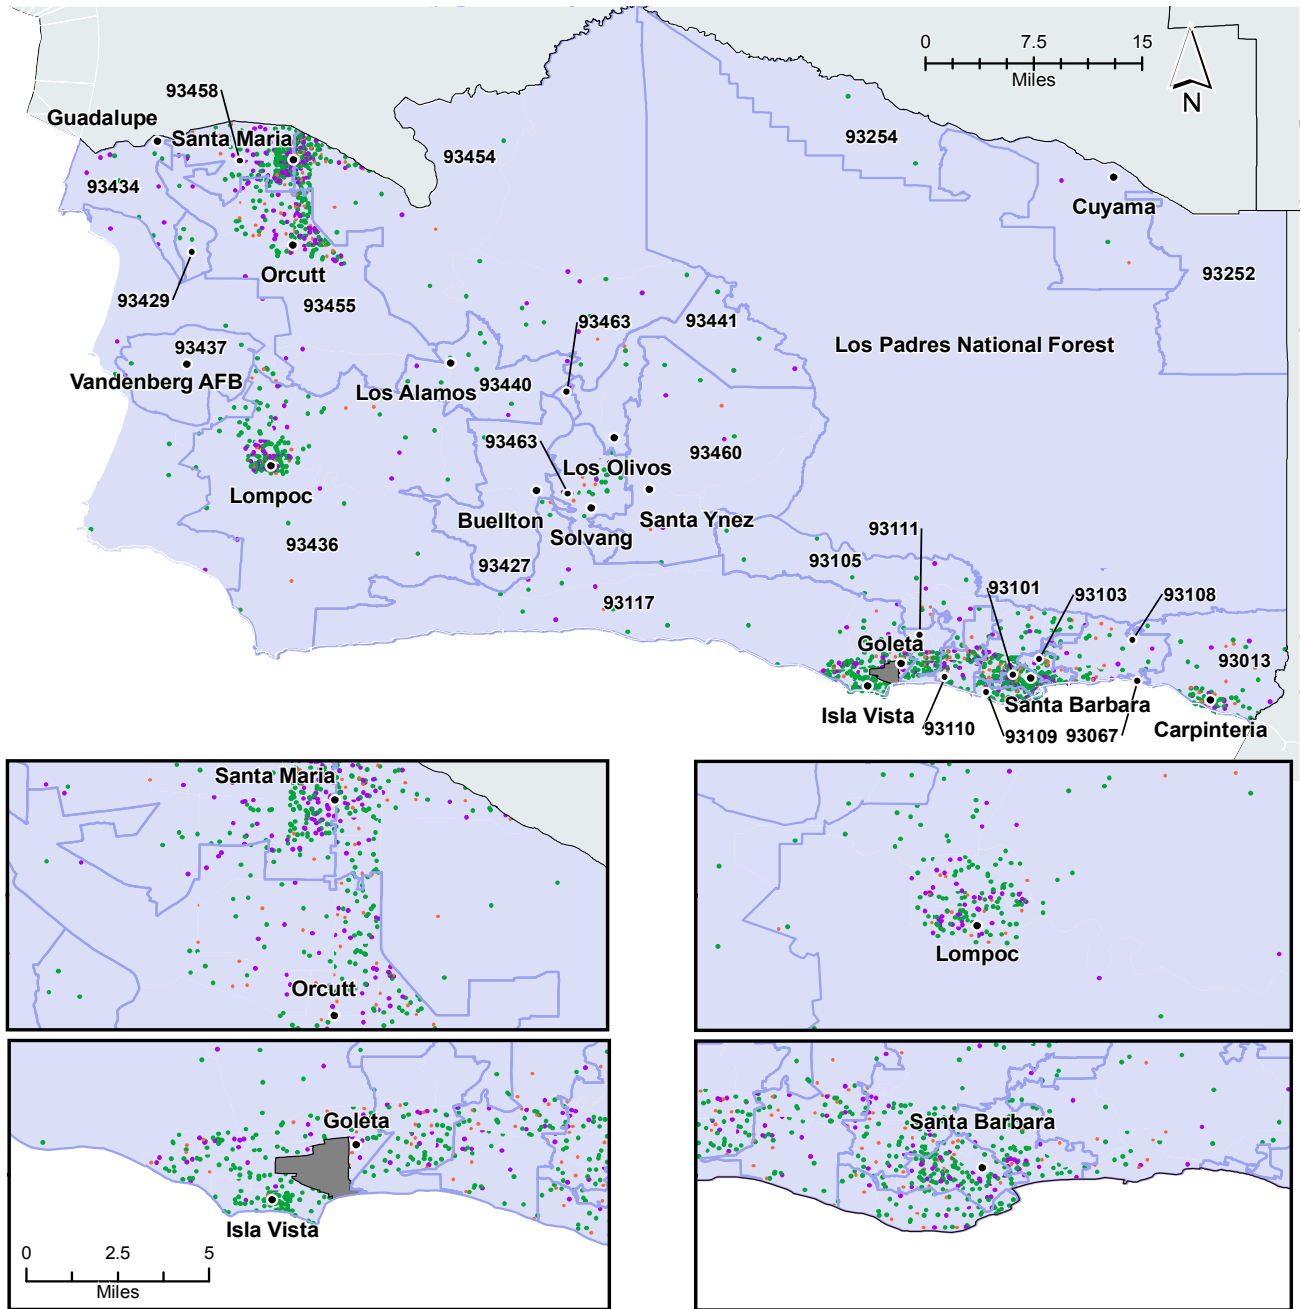 0 7.5 15
Miles
N
93458
Guadalupe
Santa Maria
93454
93254
93434
Cuyama
Orcutt
93252
93429
93455
93463
93441
93437
Los Padres National Forest
Vandenberg AFB
Los Alamos
93440
93463
93460
Los Olivos
Lompoc
Buellton
Santa Ynez
Solvang
93111
93436
93105
93427
93101
93103
93108
93117
Goleta
93013
Isla Vista
93110
Santa Barbara
93109
93067
Carpinteria
Santa Maria
Orcutt
Lompoc
Goleta
Isla Vista
0 2.5 5
Miles
Santa Barbara